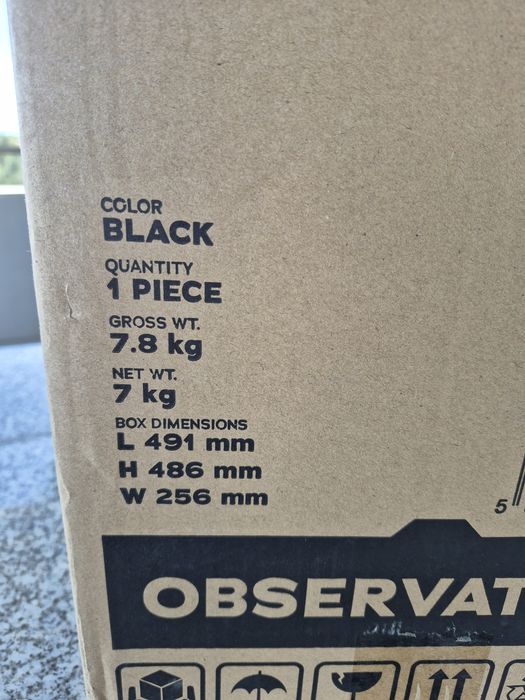 COLOR
BLACK
QUANTITY
1 PIECE
GROSS WT.
7.8 kg
NET WT.
7 kg
BOX DIMENSIONS
L 491 mm
H 486 mm
W 256 mm
5
OBSERVAT